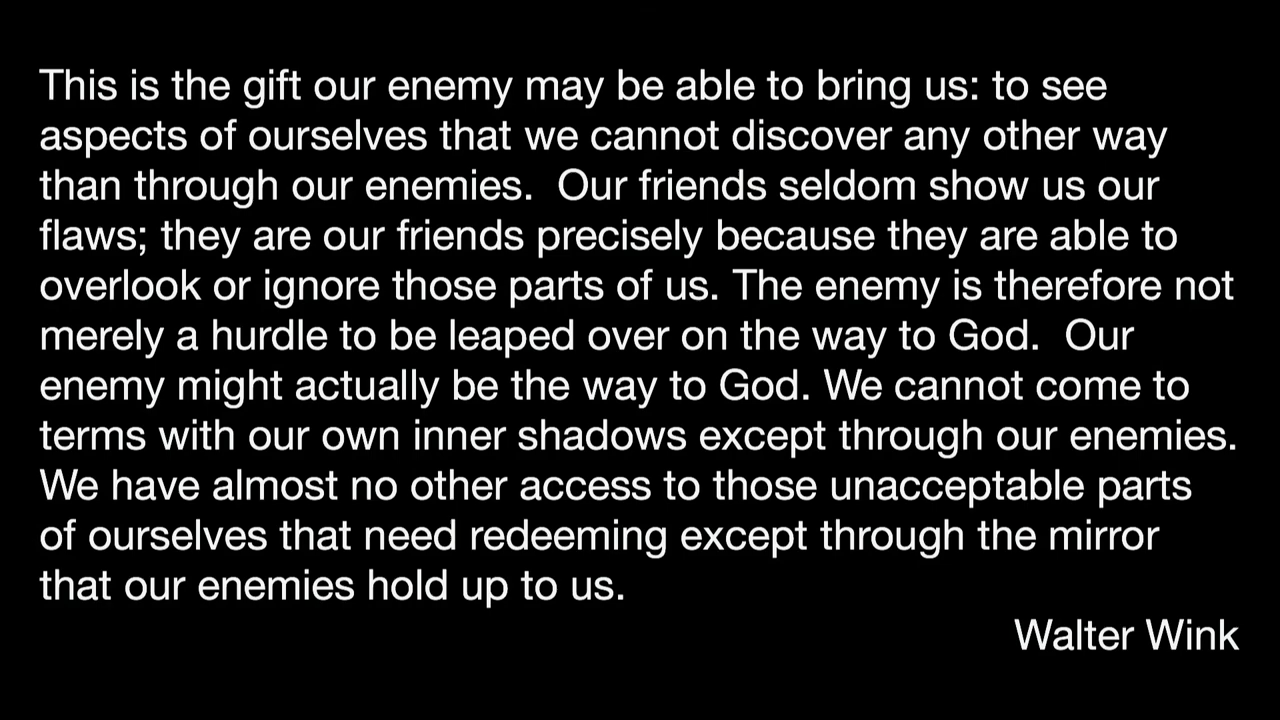 This is the gift our enemy may be able to bring us: to see
aspects of ourselves that we cannot discover any other way
than through our enemies.  Our friends seldom show us our
flaws; they are our friends precisely because they are able to
overlook or ignore those parts of us. The enemy is therefore not
merely a hurdle to be leaped over on the way to God.  Our
enemy might actually be the way to God. We cannot come to
terms with our own inner shadows except through our enemies.
We have almost no other access to those unacceptable parts
of ourselves that need redeeming except through the mirror
that our enemies hold up to us.
Walter Wink